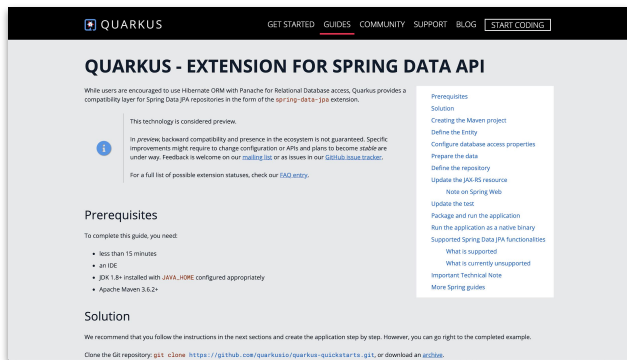 QUARKUS
GET STARTED GUIDES COMMUNITY SUPPORT BLOG START CODING
QUARKUS - EXTENSION FOR SPRING DATA API
While users are encouraged to use Hibernate ORM with Panache for Relational Database access, Quarkus provides a
compatibility layer for Spring Data JPA repositories in the form of the spring-data-jpa extension.
This technology is considered preview.
In preview, backward compatibility and presence in the ecosystem is not guaranteed. Specific
improvements might require to change configuration or APIs and plans to become stable are
under way. Feedback is welcome on our mailing list or as issues in our GitHub issue tracker.
For a full list of possible extension statuses, check our FAQ entry.
Prerequisites
To complete this guide, you need:
less than 15 minutes
an IDE
JDK 1.8+ installed with JAVA_HOME configured appropriately
Apache Maven 3.6.2+
Solution
We recommend that you follow the instructions in the next sections and create the application step by step. However, you can go right to the completed example.
Clone the Git repository: git clone https://github.com/quarkusio/quarkus-quickstarts.git, or download an archive.
Prerequisites
Solution
Creating the Maven project
Define the Entity
Configure database access properties
Prepare the data
Define the repository
Update the JAX-RS resource
Note on Spring Web
Update the test
Package and run the application
Run the application as a native binary
Supported Spring Data JPA functionalities
What is supported
What is currently unsupported
Important Technical Note
More Spring guides